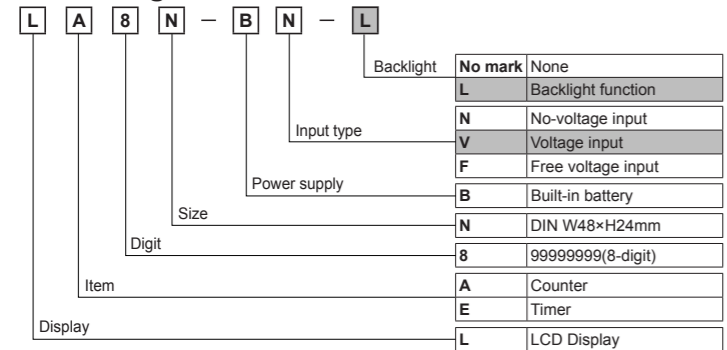 L A 8 N – B N – L
Backlight No mark None
L Backlight function
Input type N No-voltage input
V Voltage input
F Free voltage input
Power supply B Built-in battery
Size N DIN W48×H24mm
Digit 8 99999999(8-digit)
Item A Counter
E Timer
Display L LCD Display